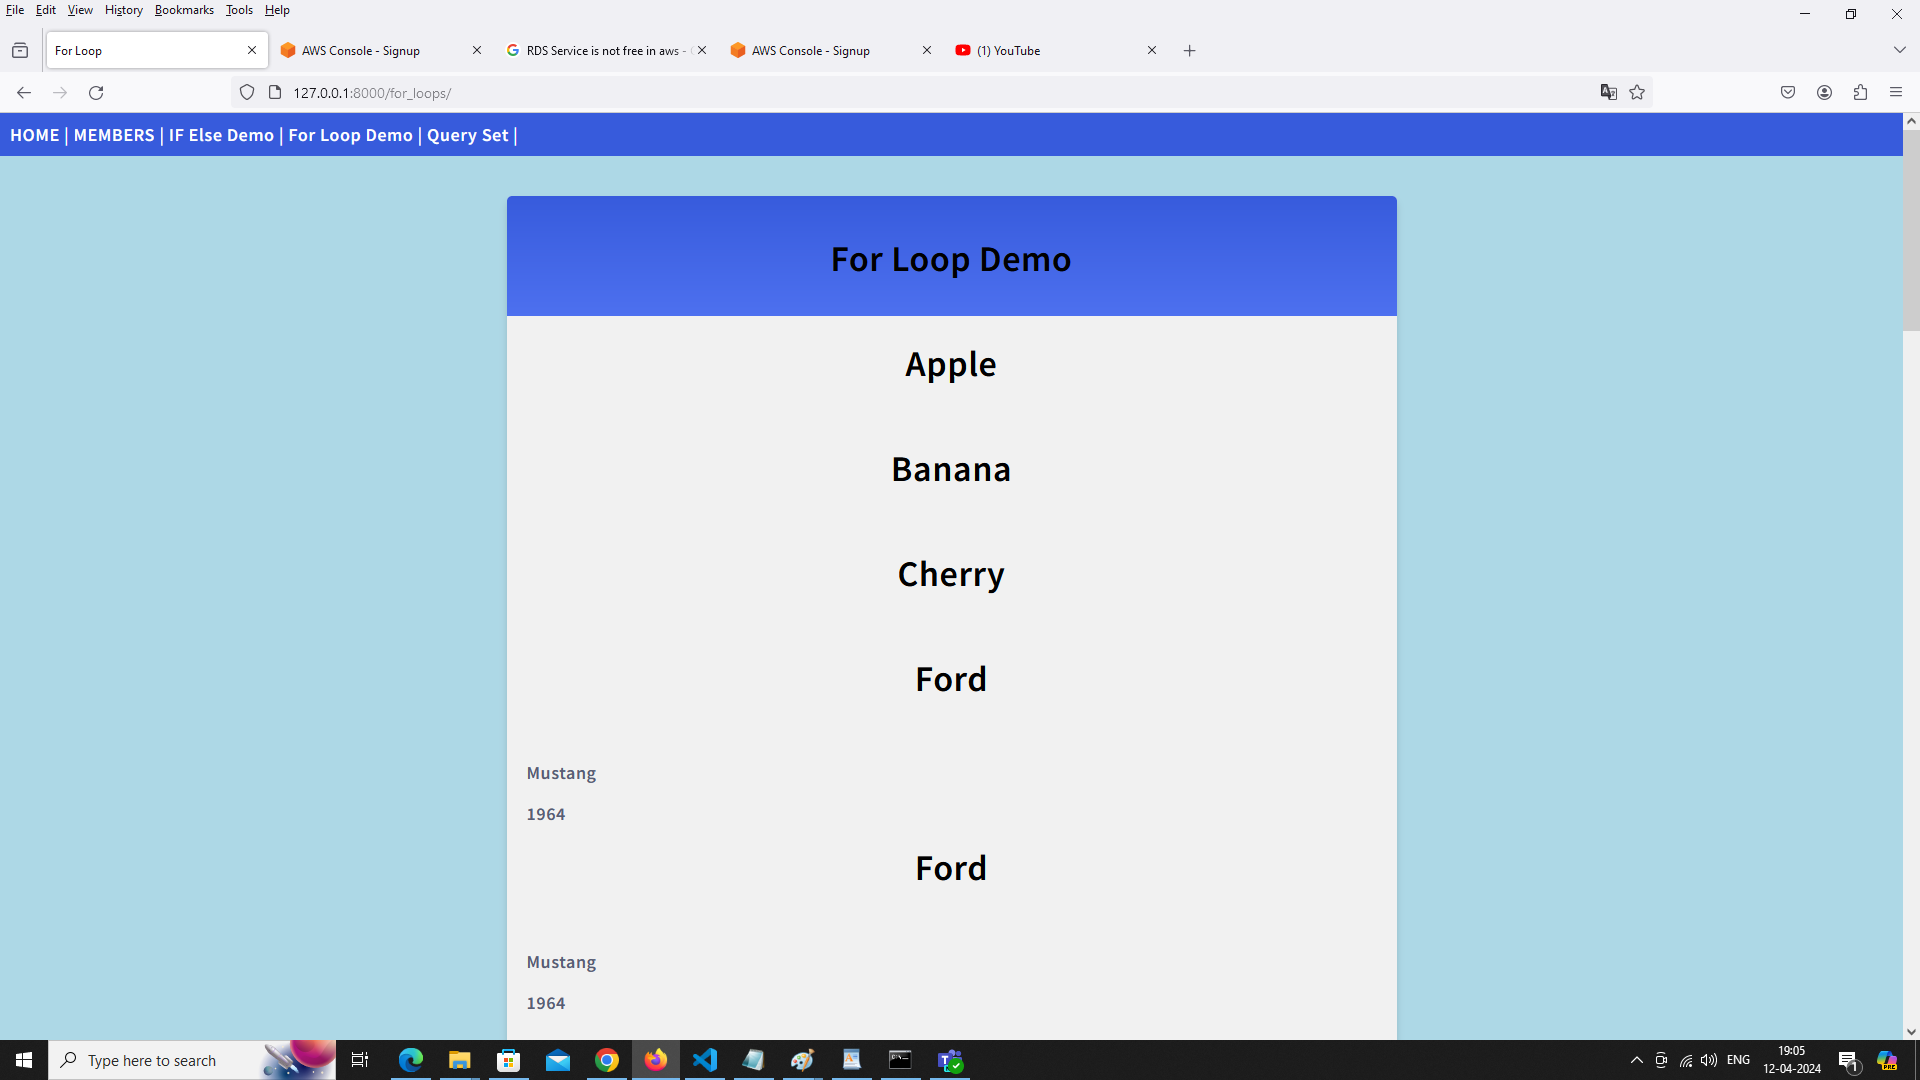 File Edit View History Bookmarks Tools Help
For Loop
AWS Console - Signup
RDS Service is not free in aws -
AWS Console - Signup
(1) YouTube
127.0.0.1:8000/for_loops/
HOME | MEMBERS | IF Else Demo | For Loop Demo | Query Set |
For Loop Demo
Apple
Banana
Cherry
Ford
Mustang
1964
Ford
Mustang
1964
Type here to search
ENG
19:05
12-04-2024
1
PRE